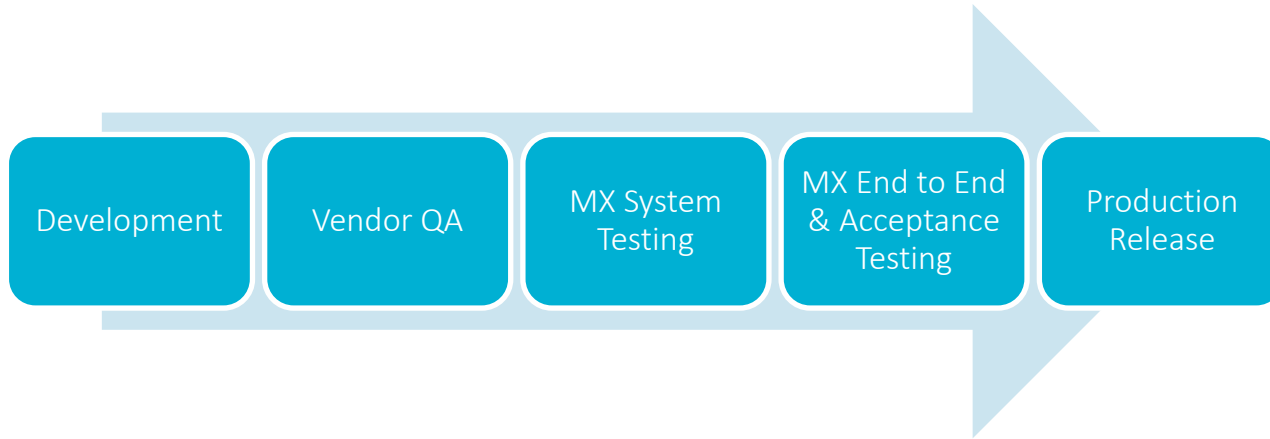 Development
Vendor QA
MX System
Testing
MX End to End
& Acceptance
Testing
Production
Release